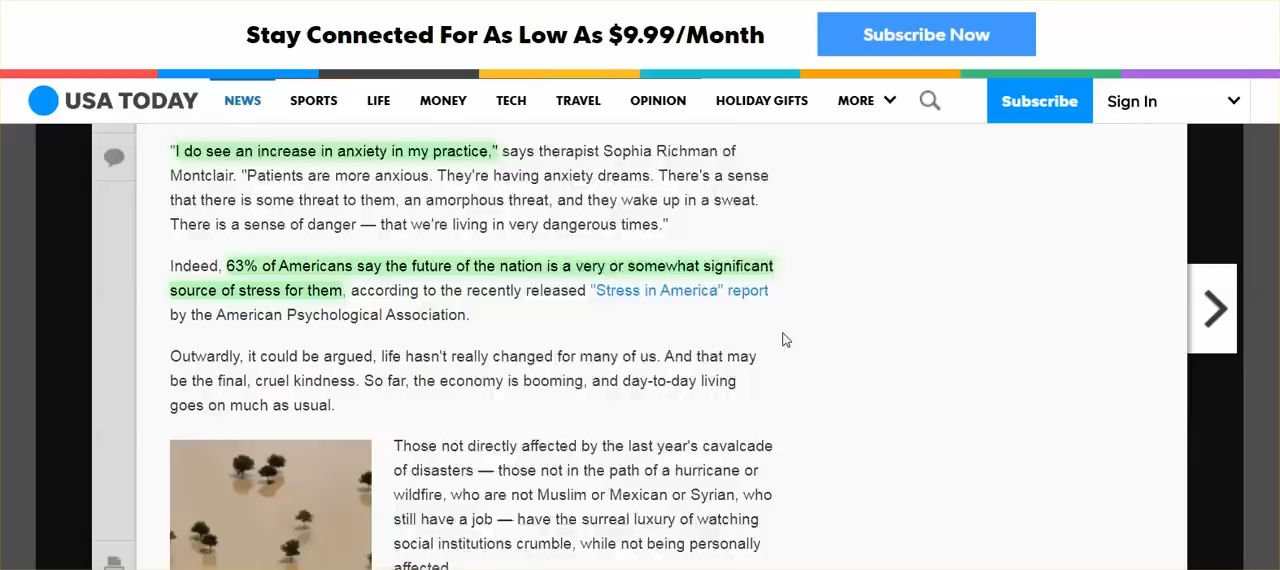 Stay Connected For As Low As $9.99/Month
Subscribe Now
USA TODAY
NEWS SPORTS LIFE MONEY TECH TRAVEL OPINION HOLIDAY GIFTS MORE
Subscribe Sign In
"I do see an increase in anxiety in my practice," says therapist Sophia Richman of
Montclair. "Patients are more anxious. They're having anxiety dreams. There's a sense
that there is some threat to them, an amorphous threat, and they wake up in a sweat.
There is a sense of danger — that we're living in very dangerous times."
Indeed, 63% of Americans say the future of the nation is a very or somewhat significant
source of stress for them, according to the recently released "Stress in America" report
by the American Psychological Association.
Outwardly, it could be argued, life hasn't really changed for many of us. And that may
be the final, cruel kindness. So far, the economy is booming, and day-to-day living
goes on much as usual.
Those not directly affected by the last year's cavalcade
of disasters — those not in the path of a hurricane or
wildfire, who are not Muslim or Mexican or Syrian, who
still have a job — have the surreal luxury of watching
social institutions crumble, while not being personally
affected.